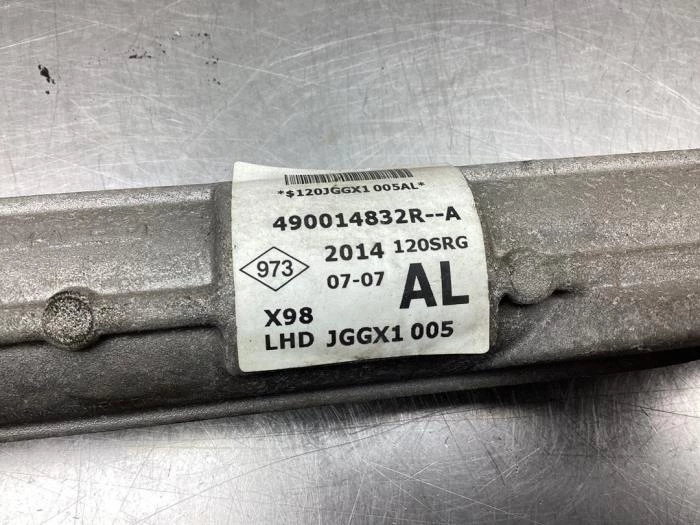 *$120JGGX1 005AL*
490014832R--A
973 2014 120SRG
07-07 AL
X98
LHD JGGX1 005